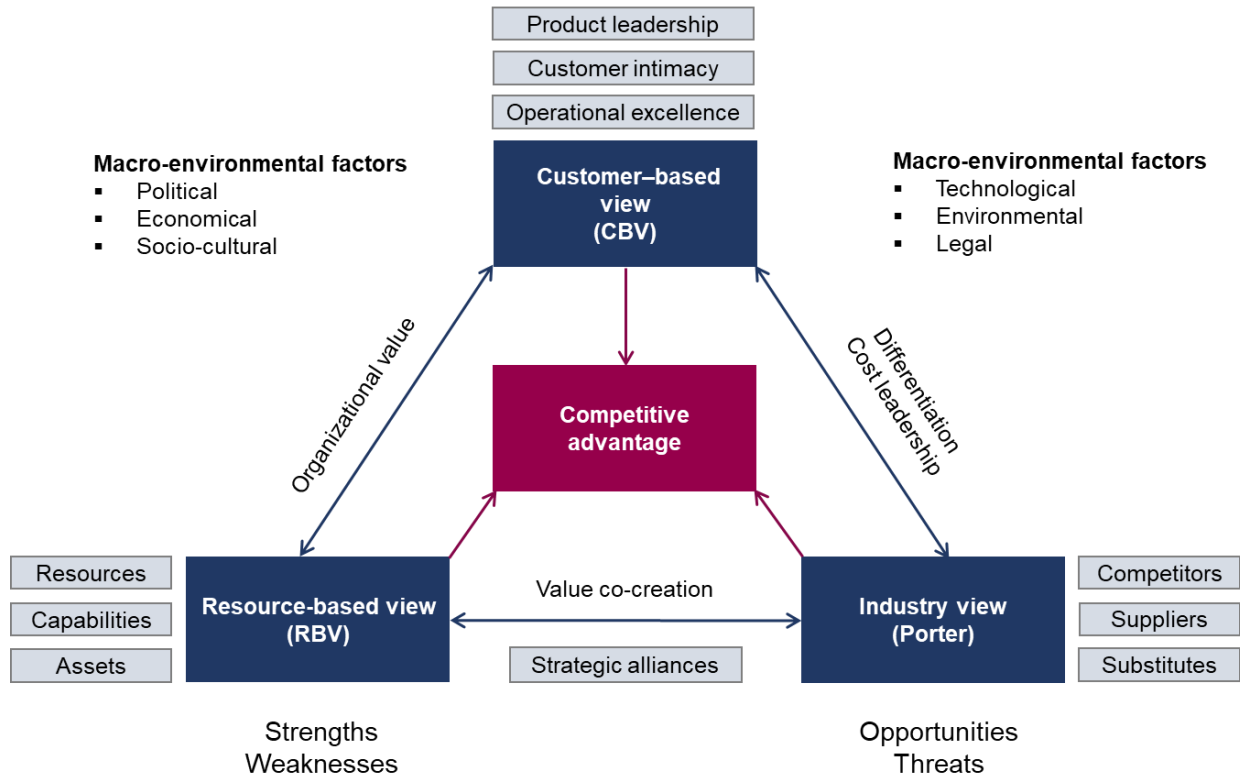 Product leadership
Customer intimacy
Operational excellence
Macro-environmental factors
▪ Political
▪ Economical
▪ Socio-cultural
Customer–based
view
(CBV)
Macro-environmental factors
▪ Technological
▪ Environmental
▪ Legal
Organizational value
Differentiation
Cost leadership
Competitive
advantage
Resources
Capabilities
Assets
Resource-based view
(RBV)
Value co-creation
Strategic alliances
Industry view
(Porter)
Competitors
Suppliers
Substitutes
Strengths
Weaknesses
Opportunities
Threats